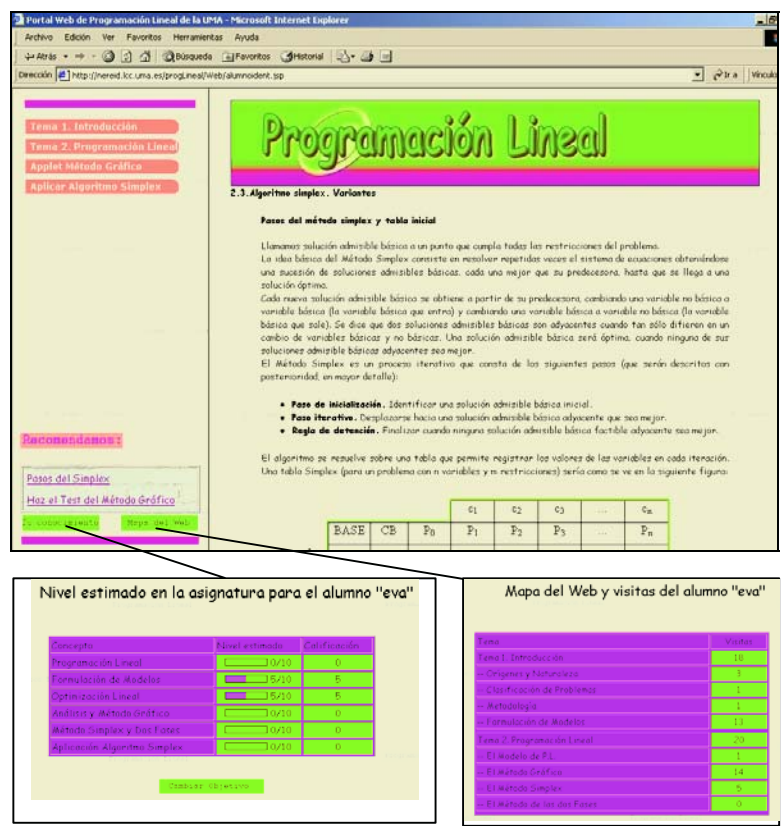 Portal Web de Programación Lineal de la UMA - Microsoft Internet Explorer
Archivo Edición Ver Favoritos Herramientas Ayuda
Atrás Búsqueda Favoritos Historial
Dirección http://nereid.lcc.uma.es/progLineal/Web/alumnoident.jsp Ir a Vínculo
Tema 1. Introducción
Tema 2. Programación Lineal
Applet Método Gráfico
Aplicar Algoritmo Simplex
Recomendamos:
Pasos del Simplex
Haz el Test del Método Gráfico
Tu conocimiento Mapa del Web
Programación Lineal
2.3.Algoritmo simplex. Variantes
Pasos del método simplex y tabla inicial
Llamamos solución admisible básica a un punto que cumpla todas las restricciones del problema.
La idea básica del Método Simplex consiste en resolver repetidas veces el sistema de ecuaciones obteniéndose
una sucesión de soluciones admisibles básicas, cada una mejor que su predecesora, hasta que se llega a una
solución óptima.
Cada nueva solución admisible básica se obtiene a partir de su predecesora, cambiando una variable no básica a
variable básica (la variable básica que entra) y cambiando una variable básica a variable no básica (la variable
básica que sale). Se dice que dos soluciones admisibles básicas son adyacentes cuando tan sólo difieren en un
cambio de variables básicas y no básicas. Una solución admisible básica será óptima, cuando ninguna de sus
soluciones admisible básicas adyacentes sea mejor.
El Método Simplex es un proceso iterativo que consta de los siguientes pasos (que serán descritos con
posterioridad, en mayor detalle):
• Paso de inicialización. Identificar una solución admisible básica inicial.
• Paso iterativo. Desplazarse hacia una solución admisible básica adyacente que sea mejor.
• Regla de detención. Finalizar cuando ninguna solución admisible básica factible adyacente sea mejor.
El algoritmo se resuelve sobre una tabla que permite registrar los valores de las variables en cada iteración.
Una tabla Simplex (para un problema con n variables y m restricciones) sería como se ve en la siguiente figura:
c1 c2 c3 ... cn
BASE CB P0 P1 P2 P3 ... Pn
Nivel estimado en la asignatura para el alumno "eva"
Concepto Nivel estimado Calificación
Programación Lineal 0/10 0
Formulación de Modelos 5/10 5
Optimización Lineal 5/10 5
Análisis y Método Gráfico 0/10 0
Método Simplex y Dos Fases 0/10 0
Aplicación Algoritmo Simplex 0/10 0
Cambiar Objetivo
Mapa del Web y visitas del alumno "eva"
Tema Visitas
Tema 1. Introducción 18
-- Orígenes y Naturaleza 3
-- Clasificación de Problemas 1
-- Metodología 1
-- Formulación de Modelos 13
Tema 2. Programación Lineal 20
-- El Modelo de P.L. 1
-- El Método Gráfico 14
-- El Método Simplex 5
-- El Método de las dos Fases 0